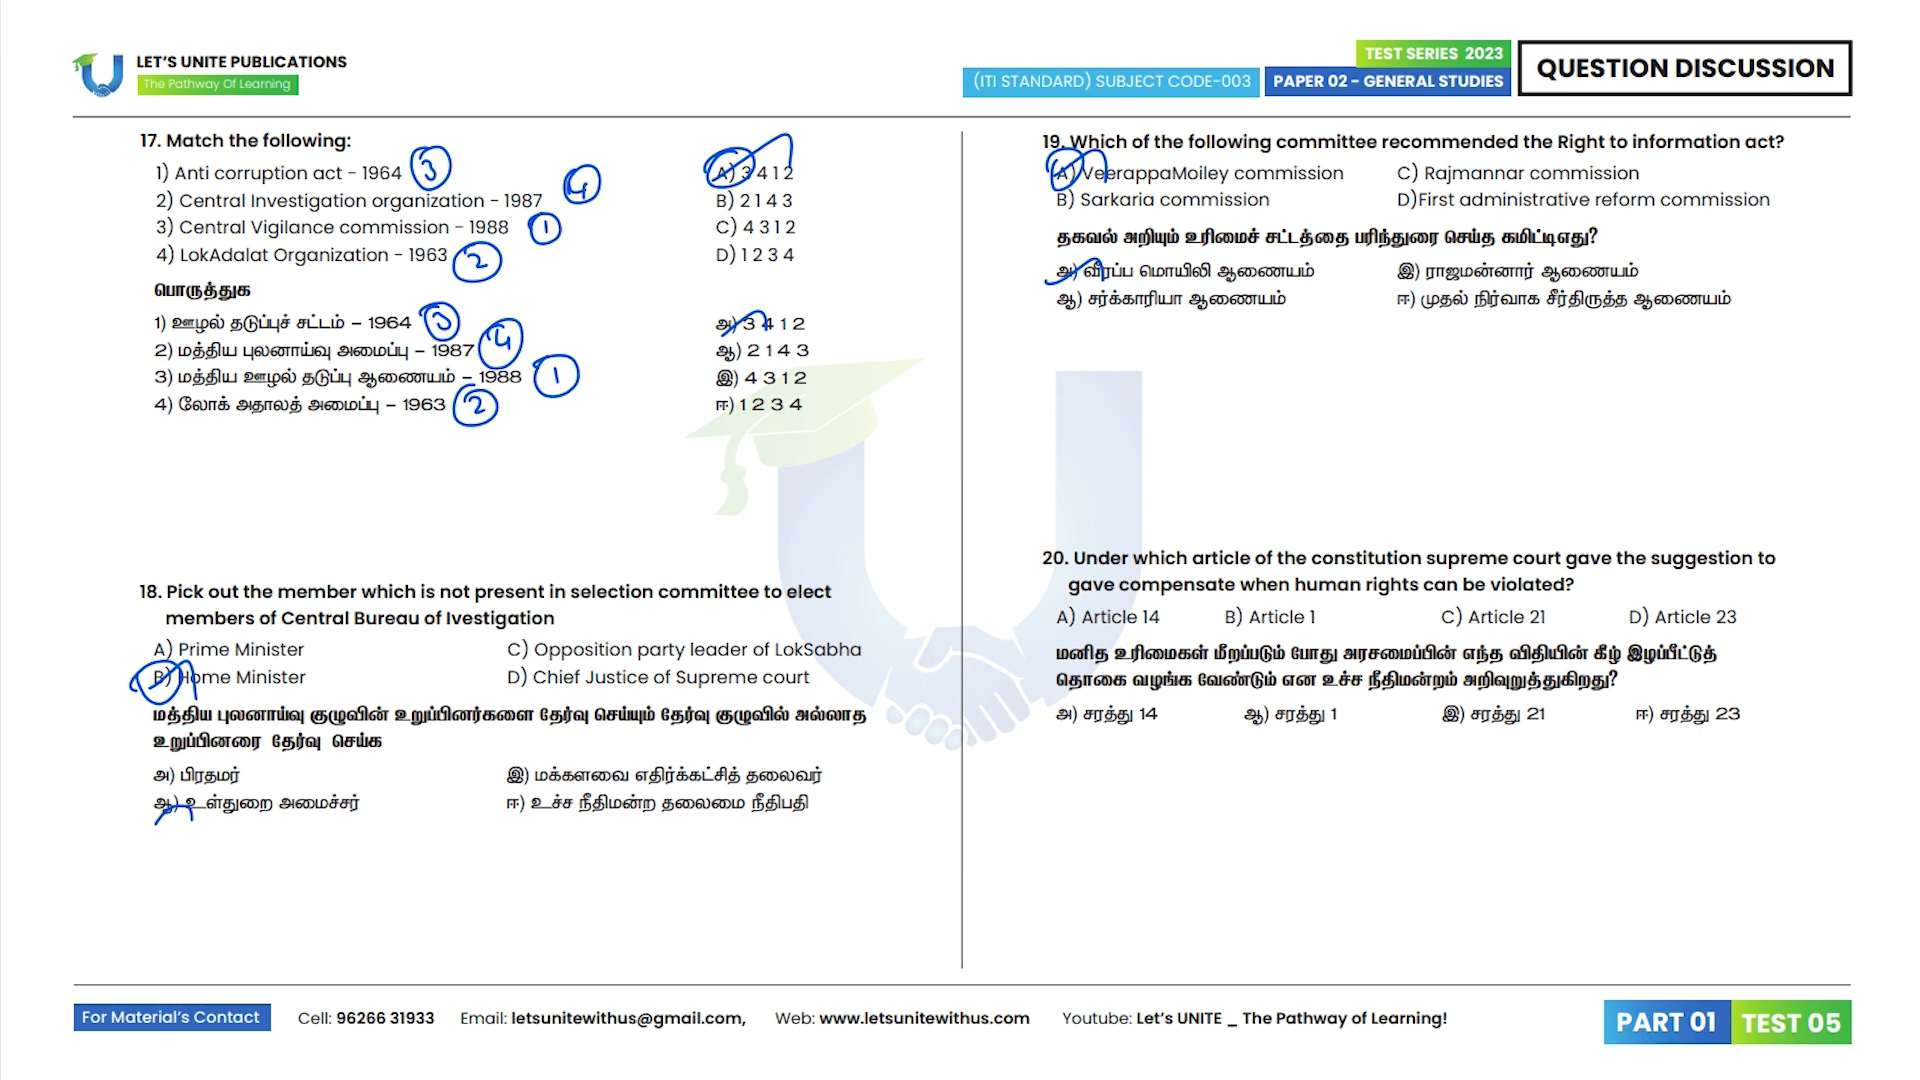 LET'S UNITE PUBLICATIONS
The Pathway Of Learning
TEST SERIES 2023
(ITI STANDARD) SUBJECT CODE-003
PAPER 02 - GENERAL STUDIES
QUESTION DISCUSSION
17. Match the following:
1) Anti corruption act - 1964 3
A) 3 4 1 2
2) Central Investigation organization - 1987 4
B) 2 1 4 3
3) Central Vigilance commission - 1988 1
C) 4 3 1 2
4) LokAdalat Organization - 1963 2
D) 1 2 3 4
பொருத்துக
1) ஊழல் தடுப்புச் சட்டம் – 1964 3
அ) 3 4 1 2
2) மத்திய புலனாய்வு அமைப்பு – 1987 4
ஆ) 2 1 4 3
3) மத்திய ஊழல் தடுப்பு ஆணையம் – 1988 1
இ) 4 3 1 2
4) லோக் அதாலத் அமைப்பு – 1963 2
ஈ) 1 2 3 4
18. Pick out the member which is not present in selection committee to elect
members of Central Bureau of Ivestigation
A) Prime Minister
C) Opposition party leader of LokSabha
B) Home Minister
D) Chief Justice of Supreme court
மத்திய புலனாய்வு குழுவின் உறுப்பினர்களை தேர்வு செய்யும் தேர்வு குழுவில் அல்லாத
உறுப்பினரை தேர்வு செய்க
அ) பிரதமர்
இ) மக்களவை எதிர்க்கட்சித் தலைவர்
ஆ) உள்துறை அமைச்சர்
ஈ) உச்ச நீதிமன்ற தலைமை நீதிபதி
19. Which of the following committee recommended the Right to information act?
A) VeerappaMoiley commission
C) Rajmannar commission
B) Sarkaria commission
D)First administrative reform commission
தகவல் அறியும் உரிமைச் சட்டத்தை பரிந்துரை செய்த கமிட்டிஎது?
அ) வீரப்ப மொயிலி ஆணையம்
இ) ராஜமன்னார் ஆணையம்
ஆ) சர்க்காரியா ஆணையம்
ஈ) முதல் நிர்வாக சீர்திருத்த ஆணையம்
20. Under which article of the constitution supreme court gave the suggestion to
gave compensate when human rights can be violated?
A) Article 14
B) Article 1
C) Article 21
D) Article 23
மனித உரிமைகள் மீறப்படும் போது அரசமைப்பின் எந்த விதியின் கீழ் இழப்பீட்டுத்
தொகை வழங்க வேண்டும் என உச்ச நீதிமன்றம் அறிவுறுத்துகிறது?
அ) சரத்து 14
ஆ) சரத்து 1
இ) சரத்து 21
ஈ) சரத்து 23
For Material's Contact
Cell: 96266 31933
Email: letsunitewithus@gmail.com,
Web: www.letsunitewithus.com
Youtube: Let's UNITE _ The Pathway of Learning!
PART 01
TEST 05